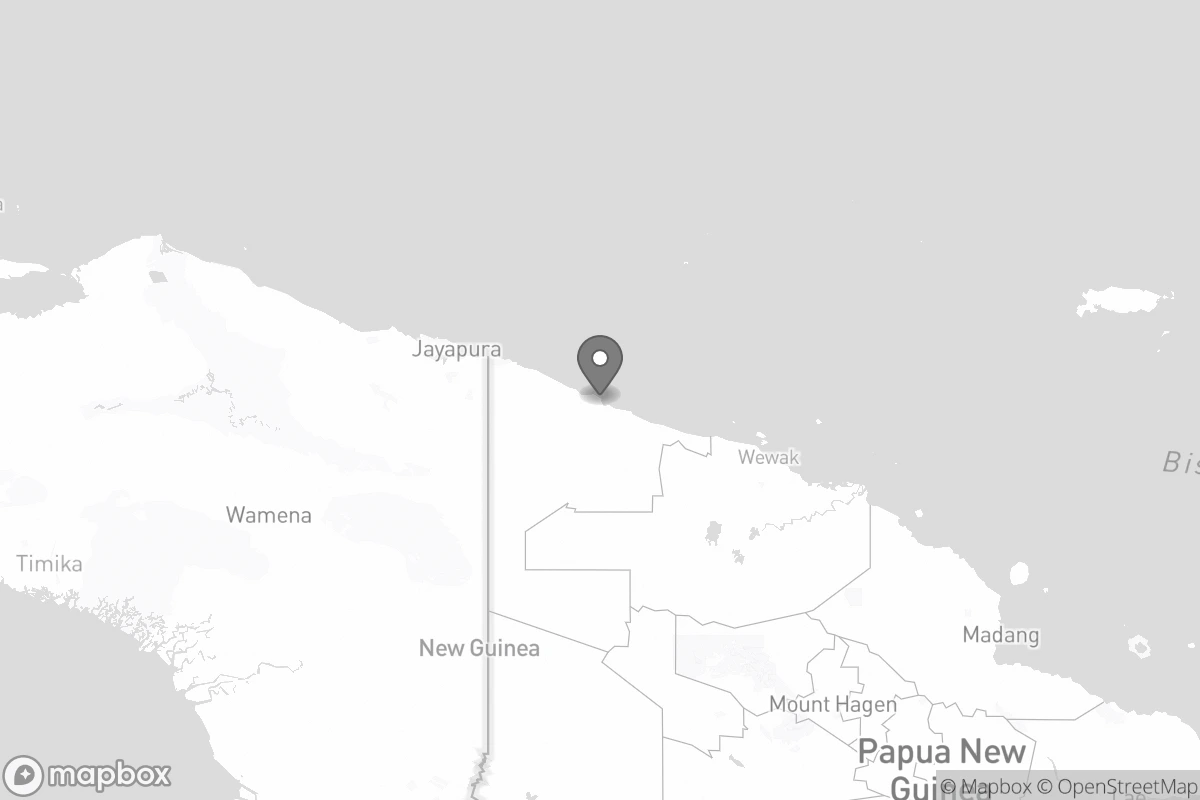 Jayapura
Wewak
Bis
Wamena
Timika
Madang
New Guinea
Mount Hagen
Papua New
Guinea
mapbox
© Mapbox © OpenStreetMap